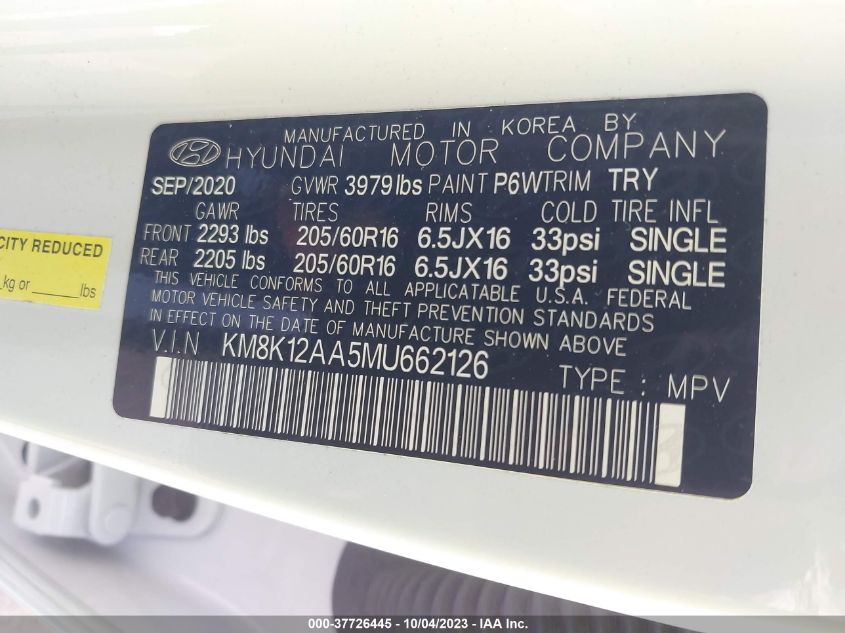 MANUFACTURED IN KOREA BY
HYUNDAI MOTOR COMPANY
SEP/2020 GVWR 3979 lbs PAINT P6W TRIM TRY
GAWR TIRES RIMS COLD TIRE INFL
FRONT 2293 lbs 205/60R16 6.5JX16 33psi SINGLE
REAR 2205 lbs 205/60R16 6.5JX16 33psi SINGLE
THIS VEHICLE CONFORMS TO ALL APPLICATABLE U.S.A. FEDERAL
MOTOR VEHICLE SAFETY AND THEFT PREVENTION STANDARDS
IN EFFECT ON THE DATE OF MANUFACTURE SHOWN ABOVE
V.I.N KM8K12AA5MU662126
TYPE : MPV
CITY REDUCED
kg or ______ lbs
000-37726445 - 10/04/2023 - IAA Inc.